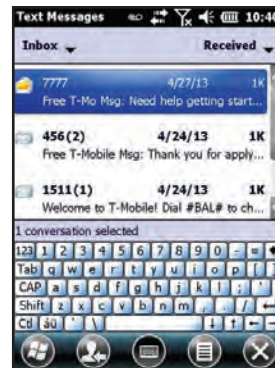 Text Messages 10:40
Inbox Received
7777 4/27/13 1K
Free T-Mo Msg: Need help getting start...
456(2) 4/24/13 1K
Free T-Mobile Msg: Thank you for apply...
1511(1) 4/24/13 1K
Welcome to T-Mobile! Dial #BAL# to ch...
1 conversation selected
123 1 2 3 4 5 6 7 8 9 0 - =
Tab q w e r t y u i o p [ ]
CAP a s d f g h j k l ; '
Shift z x c v b n m , . /
Ctl áü ` \